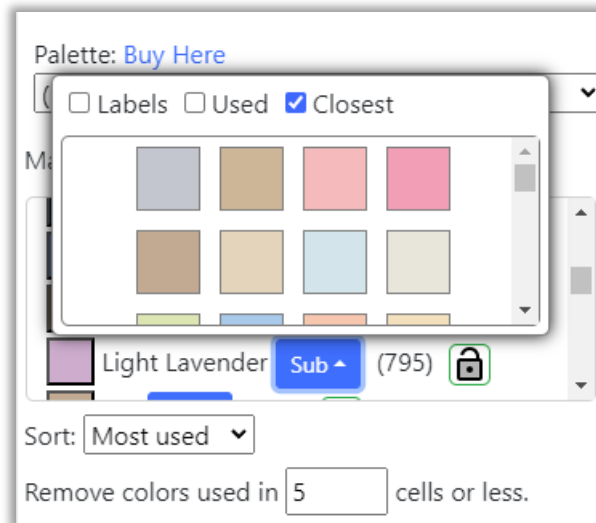 Palette: Buy Here
(
Labels Used Closest
Ma
Light Lavender Sub (795)
Sort: Most used
Remove colors used in 5 cells or less.